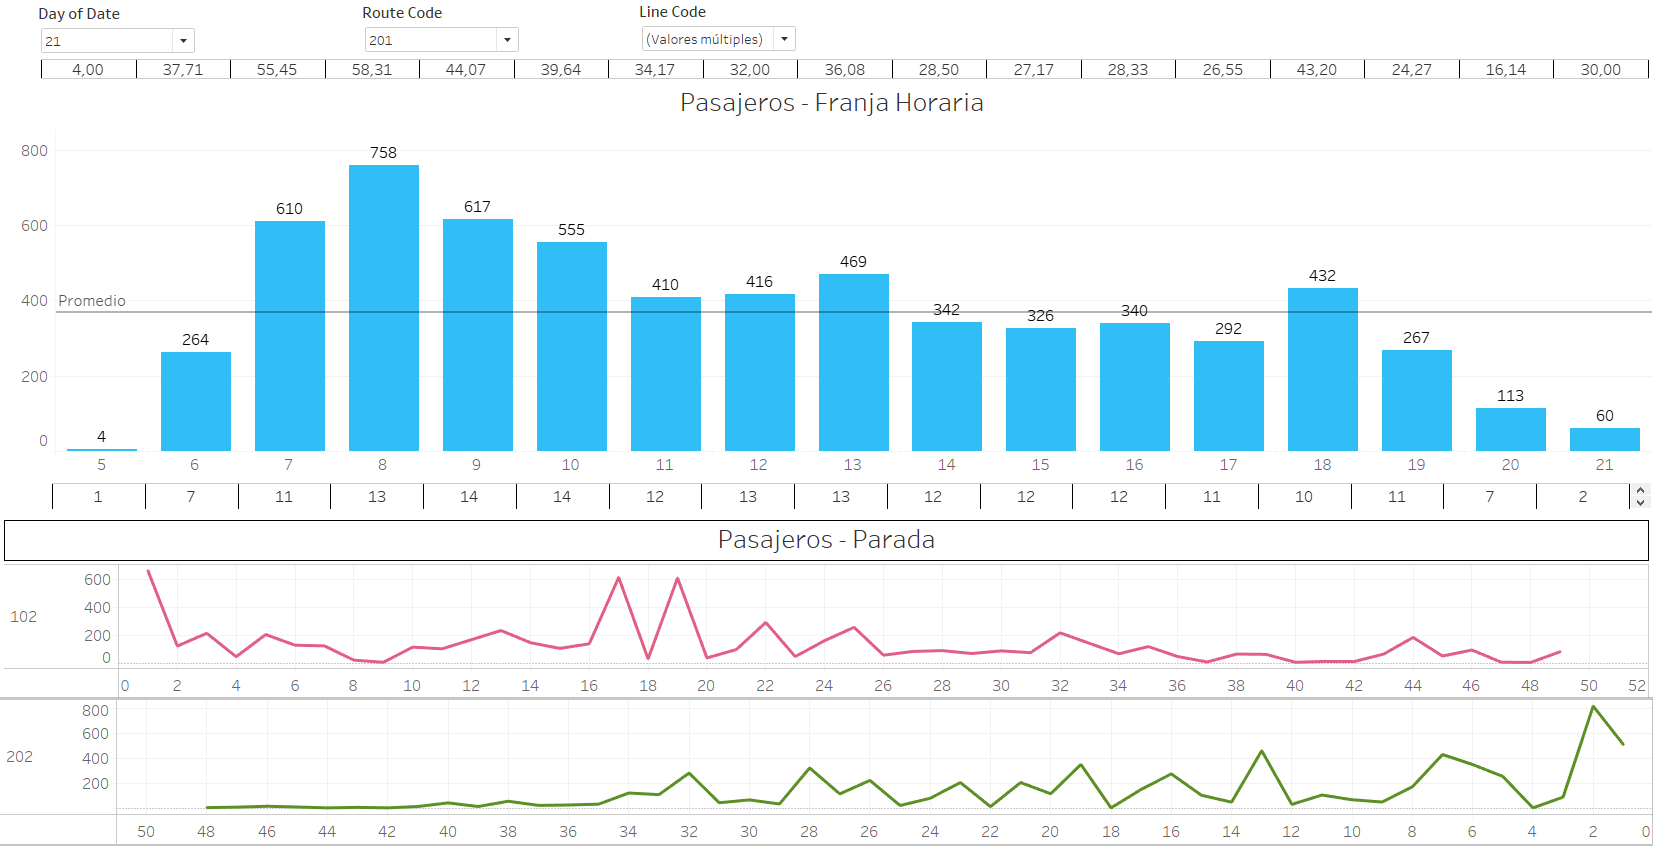 Day of Date
Route Code
Line Code
21
201
(Valores múltiples)
4,00 37,71 55,45 58,31 44,07 39,64 34,17 32,00 36,08 28,50 27,17 28,33 26,55 43,20 24,27 16,14 30,00
Pasajeros - Franja Horaria
800
600
400
200
0
Promedio
4 264 610 758 617 555 410 416 469 342 326 340 292 432 267 113 60
5 6 7 8 9 10 11 12 13 14 15 16 17 18 19 20 21
1 7 11 13 14 14 12 13 13 12 12 12 11 10 11 7 2
Pasajeros - Parada
102
600
400
200
0
0 2 4 6 8 10 12 14 16 18 20 22 24 26 28 30 32 34 36 38 40 42 44 46 48 50 52
202
800
600
400
200
50 48 46 44 42 40 38 36 34 32 30 28 26 24 22 20 18 16 14 12 10 8 6 4 2 0